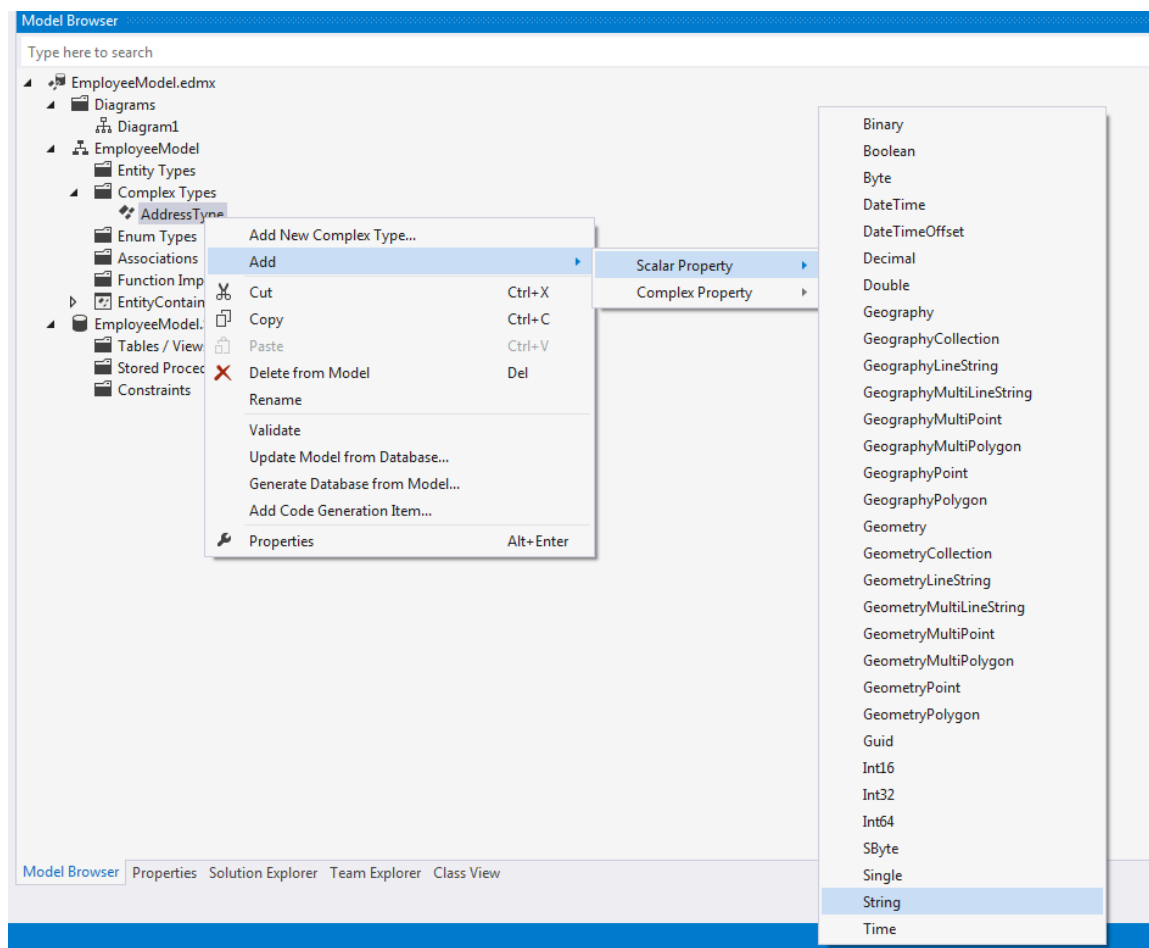 Model Browser
Type here to search
EmployeeModel.edmx
Diagrams
Diagram1
EmployeeModel
Entity Types
Complex Types
AddressType
Enum Types
Associations
Function Imp
EntityContain
EmployeeModel.
Tables / View
Stored Proced
Constraints
Add New Complex Type...
Add
Cut Ctrl+X
Copy Ctrl+C
Paste Ctrl+V
Delete from Model Del
Rename
Validate
Update Model from Database...
Generate Database from Model...
Add Code Generation Item...
Properties Alt+Enter
Scalar Property
Complex Property
Binary
Boolean
Byte
DateTime
DateTimeOffset
Decimal
Double
Geography
GeographyCollection
GeographyLineString
GeographyMultiLineString
GeographyMultiPoint
GeographyMultiPolygon
GeographyPoint
GeographyPolygon
Geometry
GeometryCollection
GeometryLineString
GeometryMultiLineString
GeometryMultiPoint
GeometryMultiPolygon
GeometryPoint
GeometryPolygon
Guid
Int16
Int32
Int64
SByte
Single
String
Time
Model Browser Properties Solution Explorer Team Explorer Class View